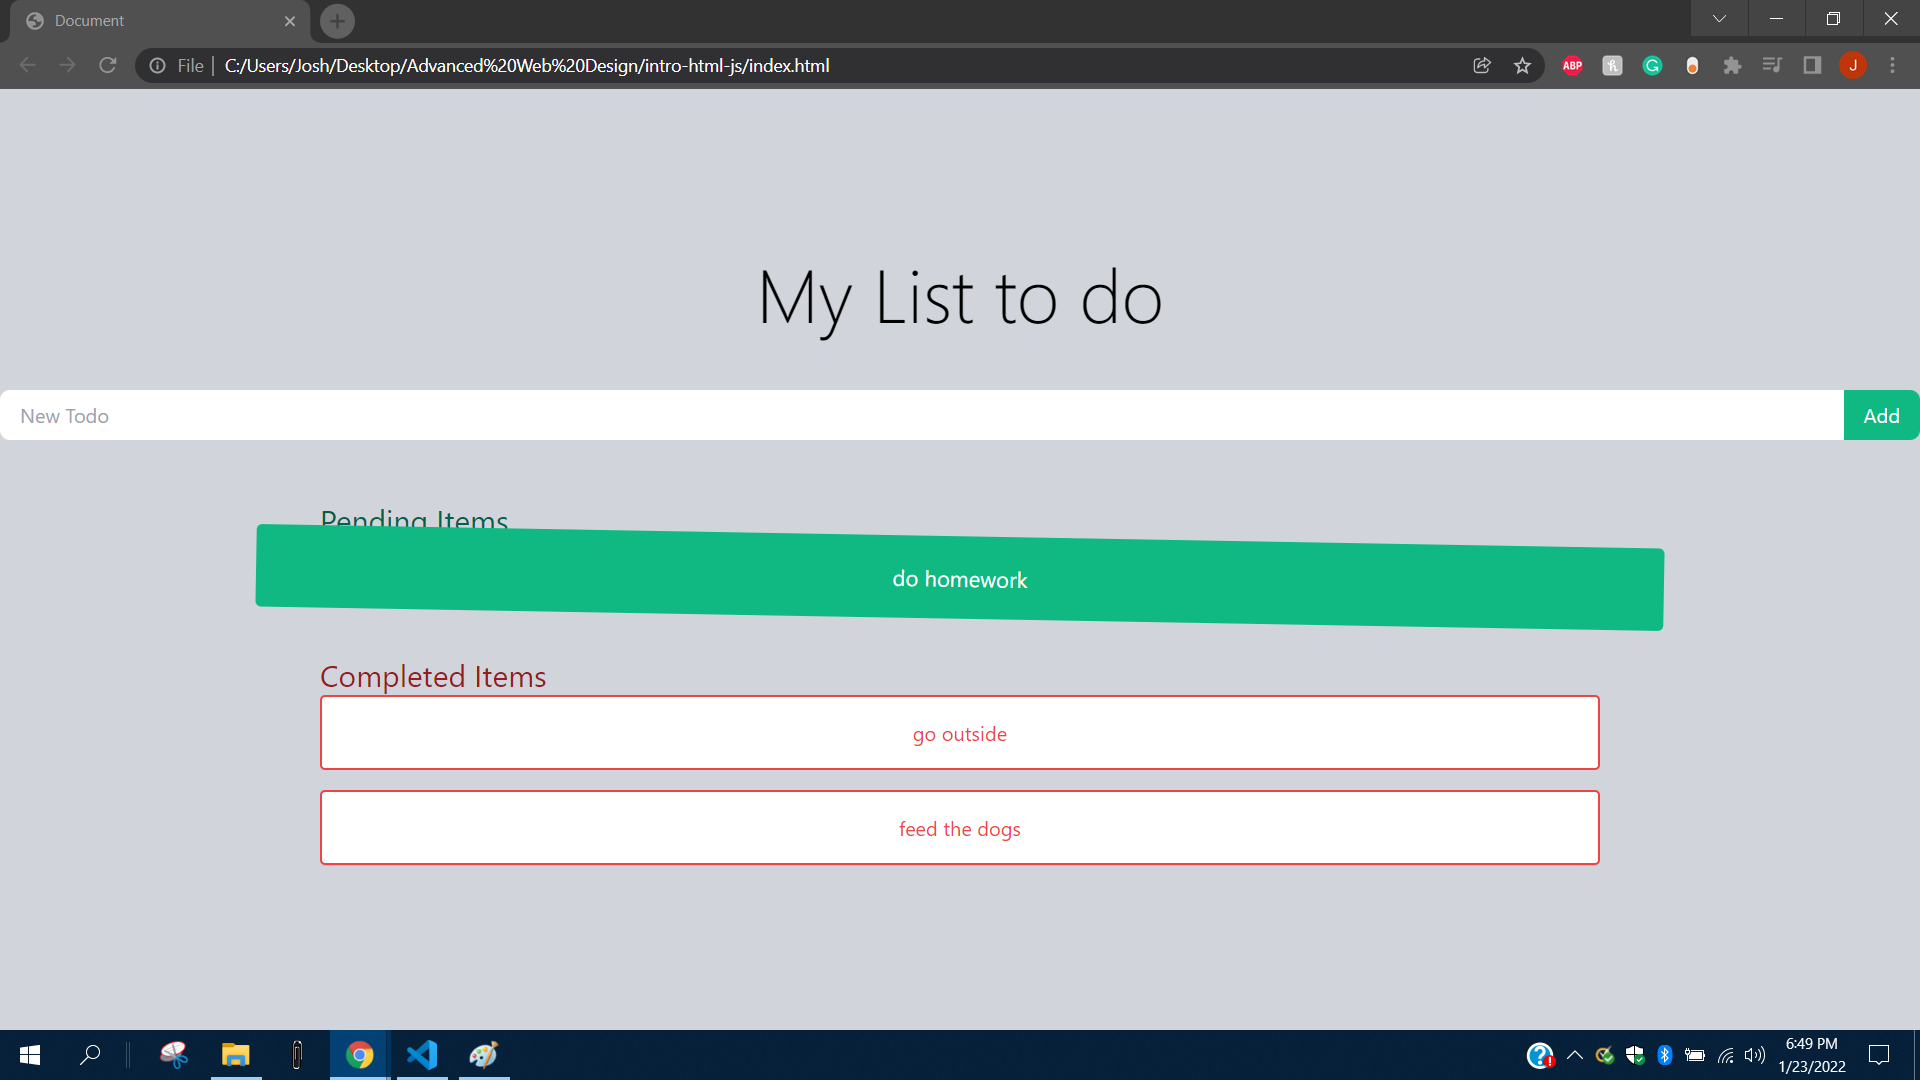 Document
File
C:/Users/Josh/Desktop/Advanced%20Web%20Design/intro-html-js/index.html
ABP
J
My List to do
New Todo
Add
Pending Items
do homework
Completed Items
go outside
feed the dogs
6:49 PM
1/23/2022